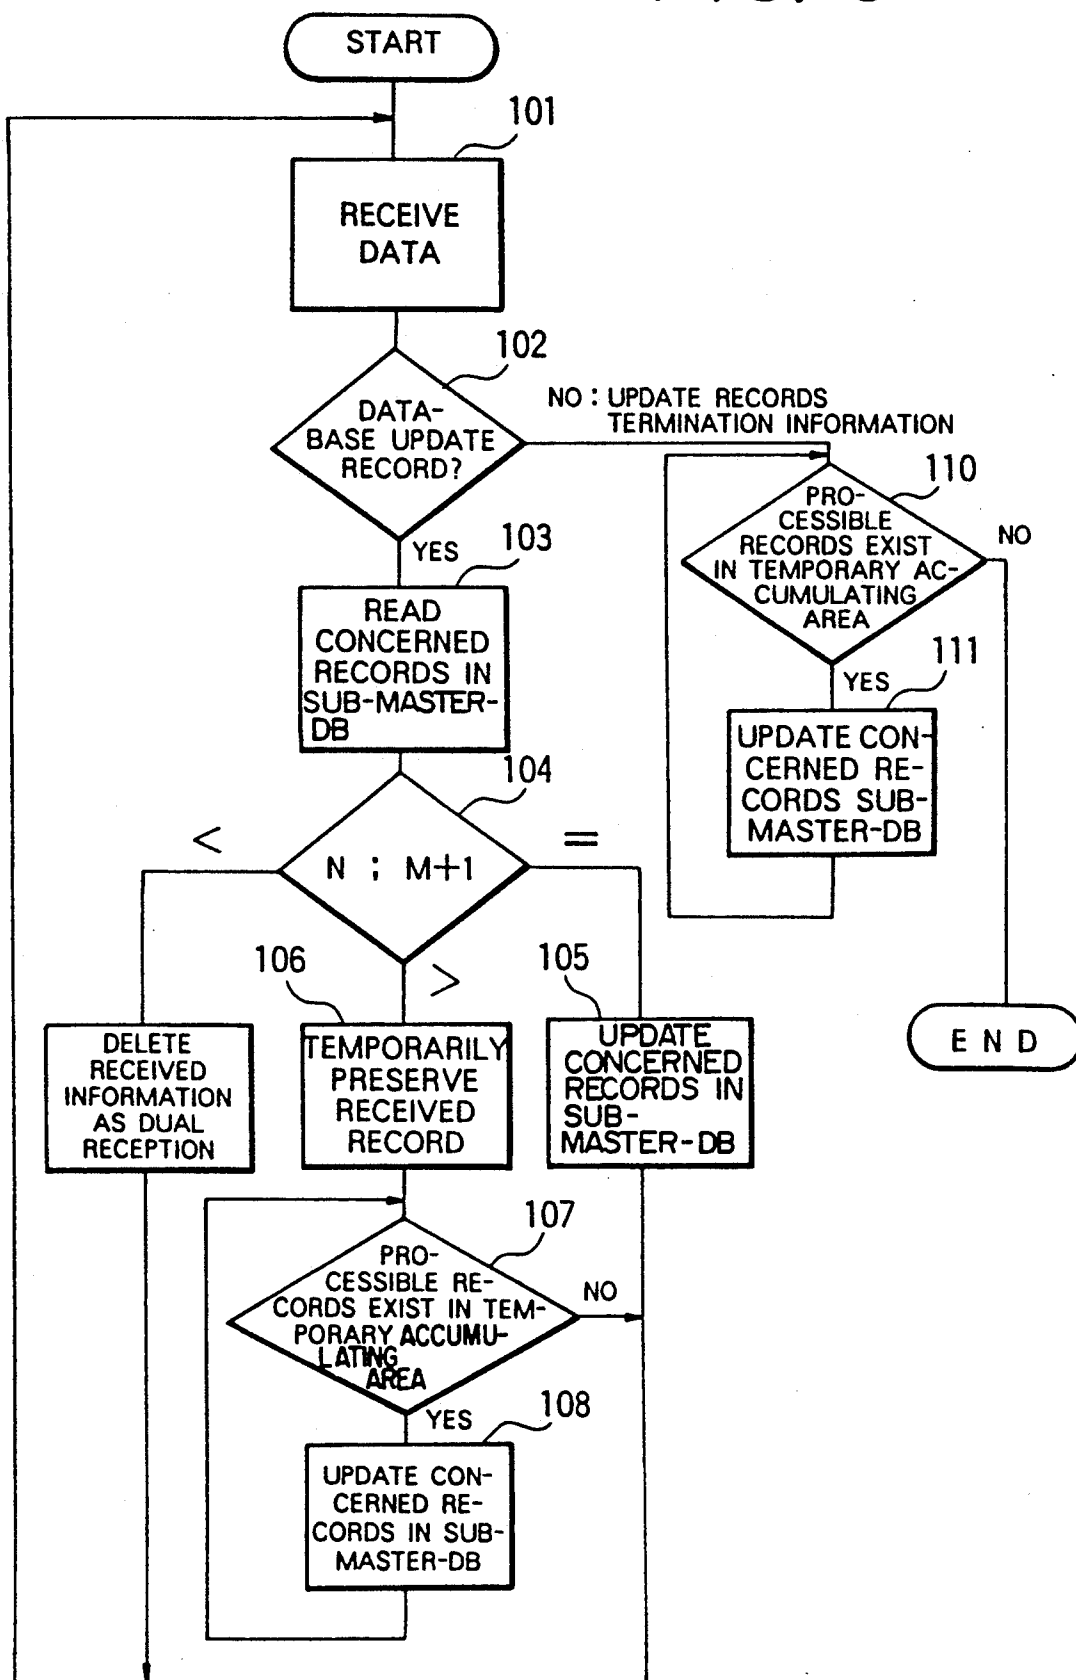 START
101
RECEIVE
DATA
102
DATA-
BASE UPDATE
RECORD?
NO : UPDATE RECORDS
TERMINATION INFORMATION
YES
103
READ
CONCERNED
RECORDS IN
SUB-MASTER-
DB
110
PRO-
CESSIBLE
RECORDS EXIST
IN TEMPORARY AC-
CUMULATING
AREA
NO
YES
111
UPDATE CON-
CERNED RE-
CORDS SUB-
MASTER-DB
END
104
N ; M+1
<
=
>
DELETE
RECEIVED
INFORMATION
AS DUAL
RECEPTION
106
TEMPORARILY
PRESERVE
RECEIVED
RECORD
105
UPDATE
CONCERNED
RECORDS IN
SUB-
MASTER-DB
107
PRO-
CESSIBLE RE-
CORDS EXIST IN TEM-
PORARY ACCUMU-
LATING
AREA
NO
YES
108
UPDATE CON-
CERNED RE-
CORDS IN SUB-
MASTER-DB